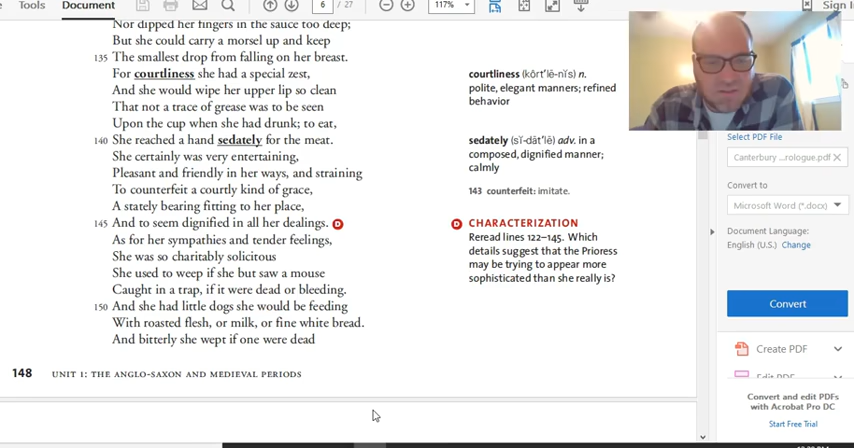 Tools
Document
6 / 27
117%
Sign I
Nor dipped her fingers in the sauce too deep;
But she could carry a morsel up and keep
135 The smallest drop from falling on her breast.
For courtliness she had a special zest,
And she would wipe her upper lip so clean
That not a trace of grease was to be seen
Upon the cup when she had drunk; to eat,
140 She reached a hand sedately for the meat.
She certainly was very entertaining,
Pleasant and friendly in her ways, and straining
To counterfeit a courtly kind of grace,
A stately bearing fitting to her place,
145 And to seem dignified in all her dealings. D
As for her sympathies and tender feelings,
She was so charitably solicitous
She used to weep if she but saw a mouse
Caught in a trap, if it were dead or bleeding.
150 And she had little dogs she would be feeding
With roasted flesh, or milk, or fine white bread.
And bitterly she wept if one were dead
148 UNIT 1: THE ANGLO-SAXON AND MEDIEVAL PERIODS
courtliness (kôrt′lē-nĭs) n.
polite, elegant manners; refined
behavior
sedately (sĭ-dāt′lē) adv. in a
composed, dignified manner;
calmly
143 counterfeit: imitate.
D CHARACTERIZATION
Reread lines 122–145. Which
details suggest that the Prioress
may be trying to appear more
sophisticated than she really is?
Select PDF File
Canterbury ...rologue.pdf
Convert to
Microsoft Word (*.docx)
Document Language:
English (U.S.) Change
Convert
Create PDF
Edit PDF
Convert and edit PDFs
with Acrobat Pro DC
Start Free Trial